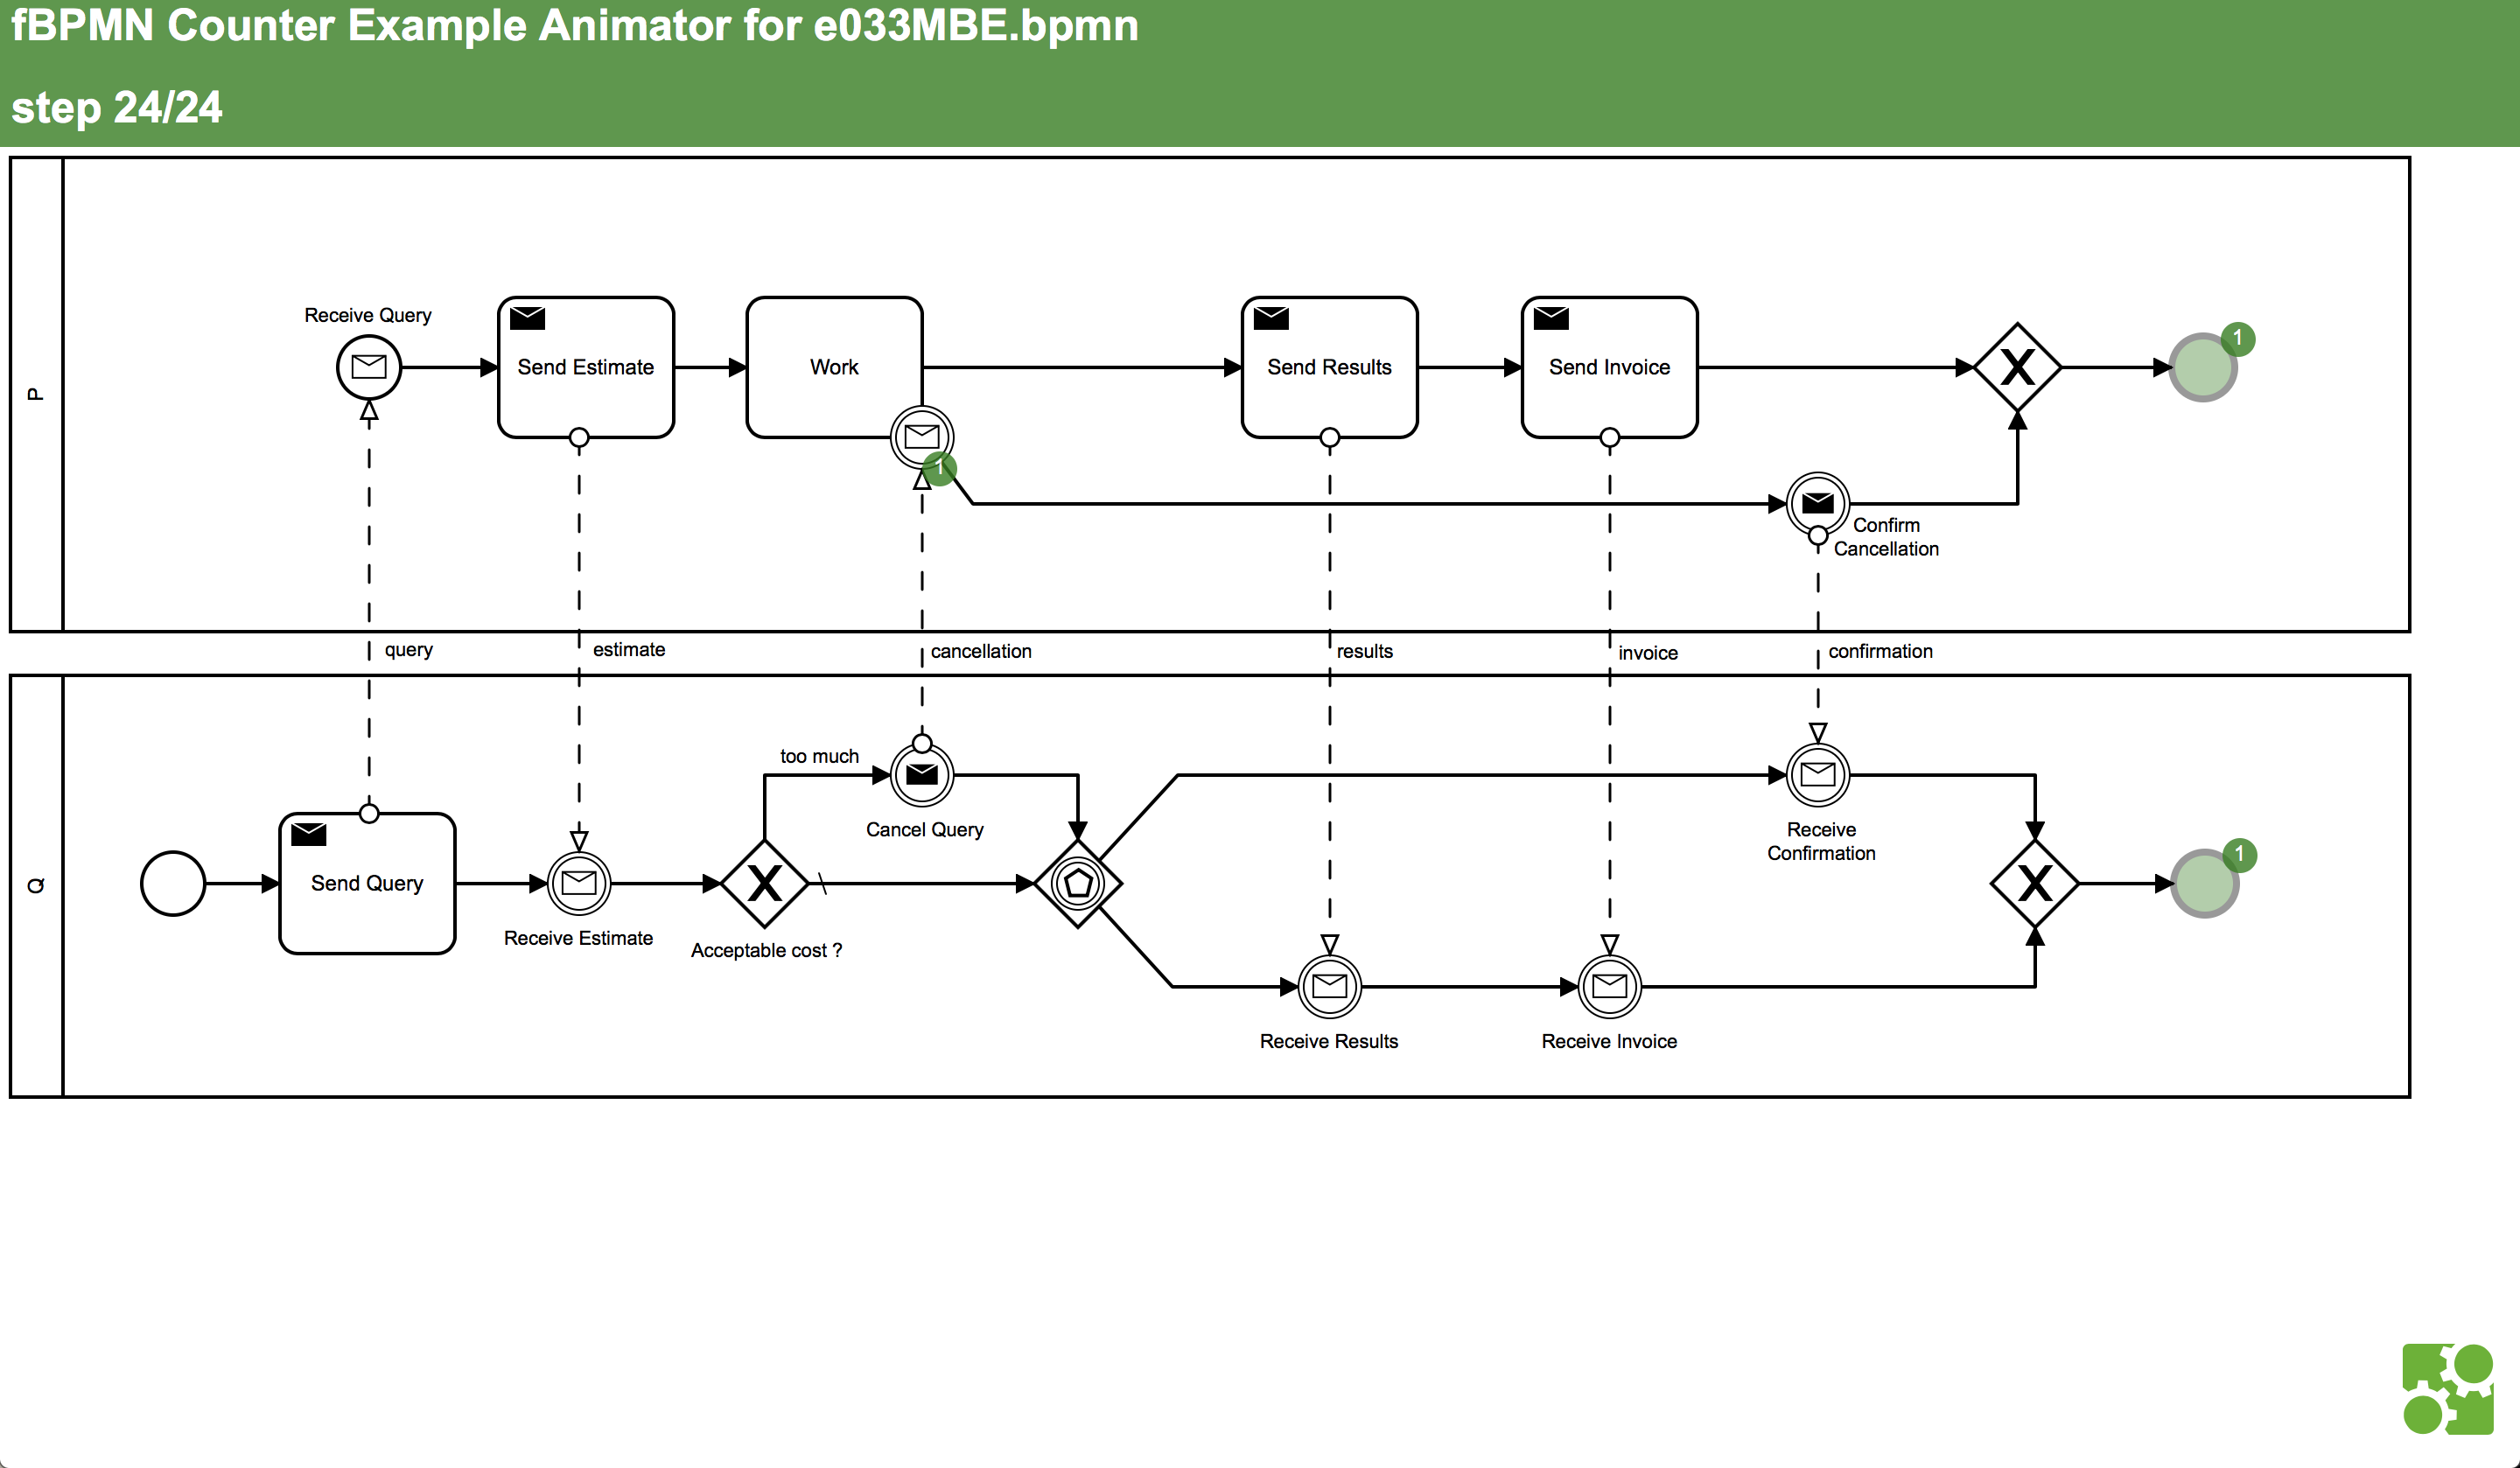 fBPMN Counter Example Animator for e033MBE.bpmn
step 24/24
P
Receive Query
Send Estimate
Work
Send Results
Send Invoice
X
1
1
Confirm
Cancellation
query
estimate
cancellation
results
invoice
confirmation
Q
too much
Cancel Query
Receive
Confirmation
Send Query
Receive Estimate
X
Acceptable cost ?
X
1
Receive Results
Receive Invoice